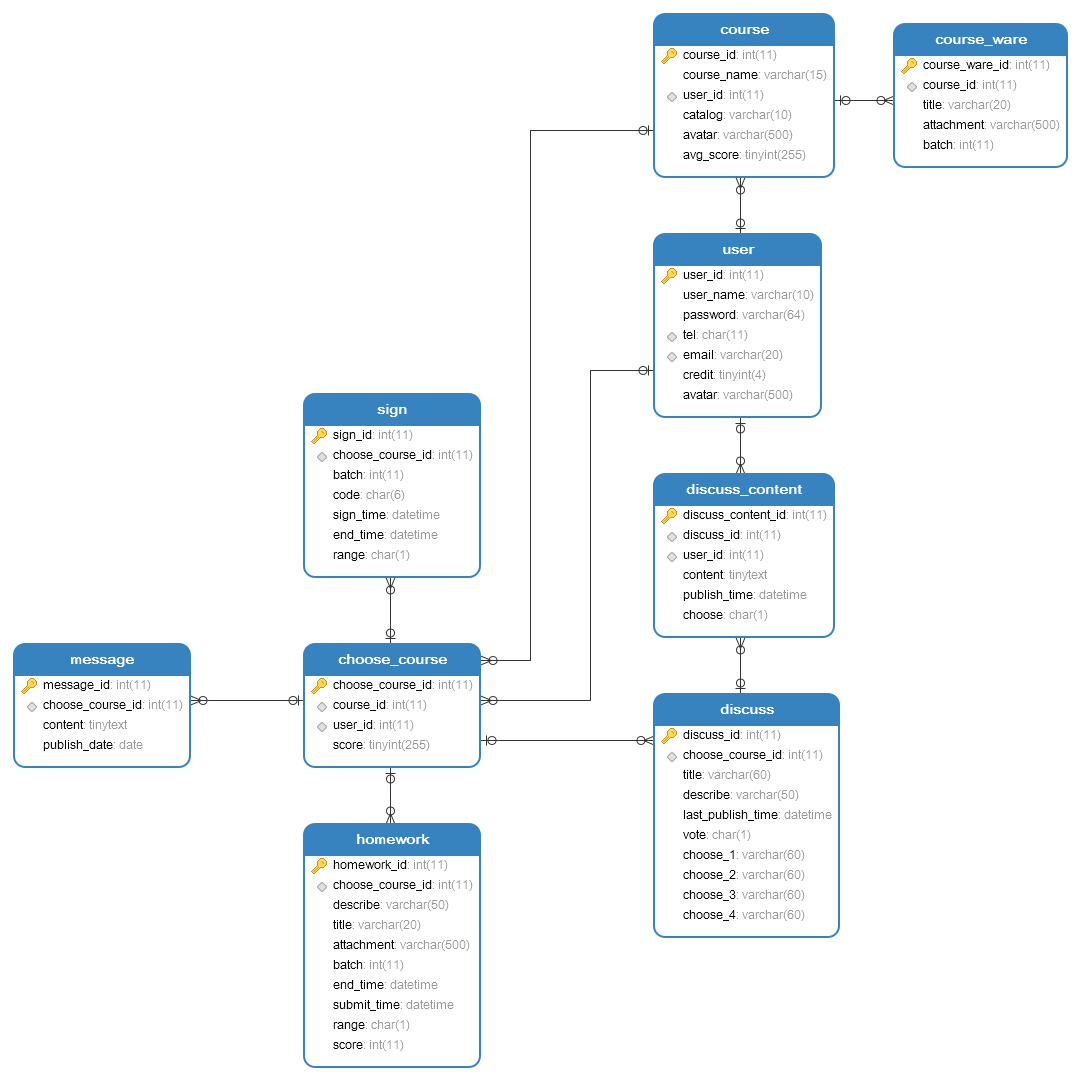 course
course_id: int(11)
course_name: varchar(15)
user_id: int(11)
catalog: varchar(10)
avatar: varchar(500)
avg_score: tinyint(255)
course_ware
course_ware_id: int(11)
course_id: int(11)
title: varchar(20)
attachment: varchar(500)
batch: int(11)
user
user_id: int(11)
user_name: varchar(10)
password: varchar(64)
tel: char(11)
email: varchar(20)
credit: tinyint(4)
avatar: varchar(500)
sign
sign_id: int(11)
choose_course_id: int(11)
batch: int(11)
code: char(6)
sign_time: datetime
end_time: datetime
range: char(1)
discuss_content
discuss_content_id: int(11)
discuss_id: int(11)
user_id: int(11)
content: tinytext
publish_time: datetime
choose: char(1)
message
message_id: int(11)
choose_course_id: int(11)
content: tinytext
publish_date: date
choose_course
choose_course_id: int(11)
course_id: int(11)
user_id: int(11)
score: tinyint(255)
discuss
discuss_id: int(11)
choose_course_id: int(11)
title: varchar(60)
describe: varchar(50)
last_publish_time: datetime
vote: char(1)
choose_1: varchar(60)
choose_2: varchar(60)
choose_3: varchar(60)
choose_4: varchar(60)
homework
homework_id: int(11)
choose_course_id: int(11)
describe: varchar(50)
title: varchar(20)
attachment: varchar(500)
batch: int(11)
end_time: datetime
submit_time: datetime
range: char(1)
score: int(11)